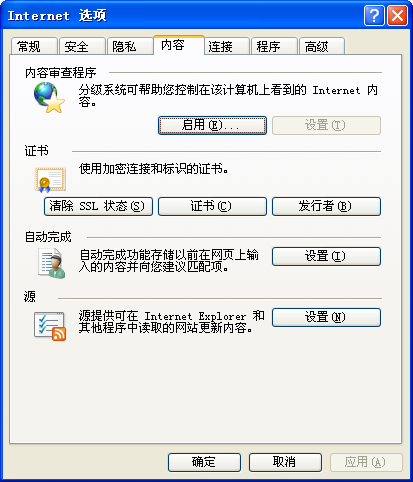 Internet 选项
常规 安全 隐私 内容 连接 程序 高级
内容审查程序
分级系统可帮助您控制在该计算机上看到的 Internet 内
容。
启用(E)... 设置(T)
证书
使用加密连接和标识的证书。
清除 SSL 状态(S) 证书(C) 发行者(B)
自动完成
自动完成功能存储以前在网页上输
入的内容并向您建议匹配项。
设置(I)
源
源提供可在 Internet Explorer 和
其他程序中读取的网站更新内容。
设置(N)
确定 取消 应用(A)